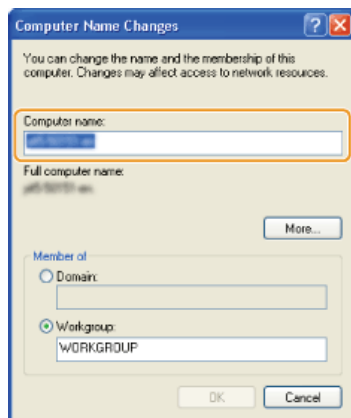 Computer Name Changes
You can change the name and the membership of this
computer. Changes may affect access to network resources.
Computer name:
Full computer name:
More...
Member of
Domain:
Workgroup:
WORKGROUP
OK
Cancel